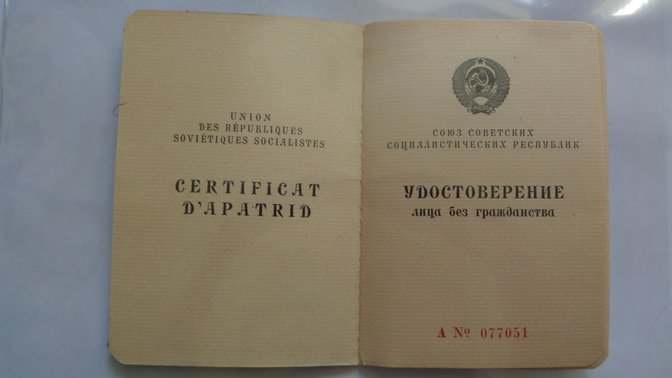 UNION
DES RÉPUBLIQUES
SOVIÉTIQUES SOCIALISTES
CERTIFICAT
D'APATRID
СОЮЗ СОВЕТСКИХ
СОЦИАЛИСТИЧЕСКИХ РЕСПУБЛИК
УДОСТОВЕРЕНИЕ
лица без гражданства
А № 077051